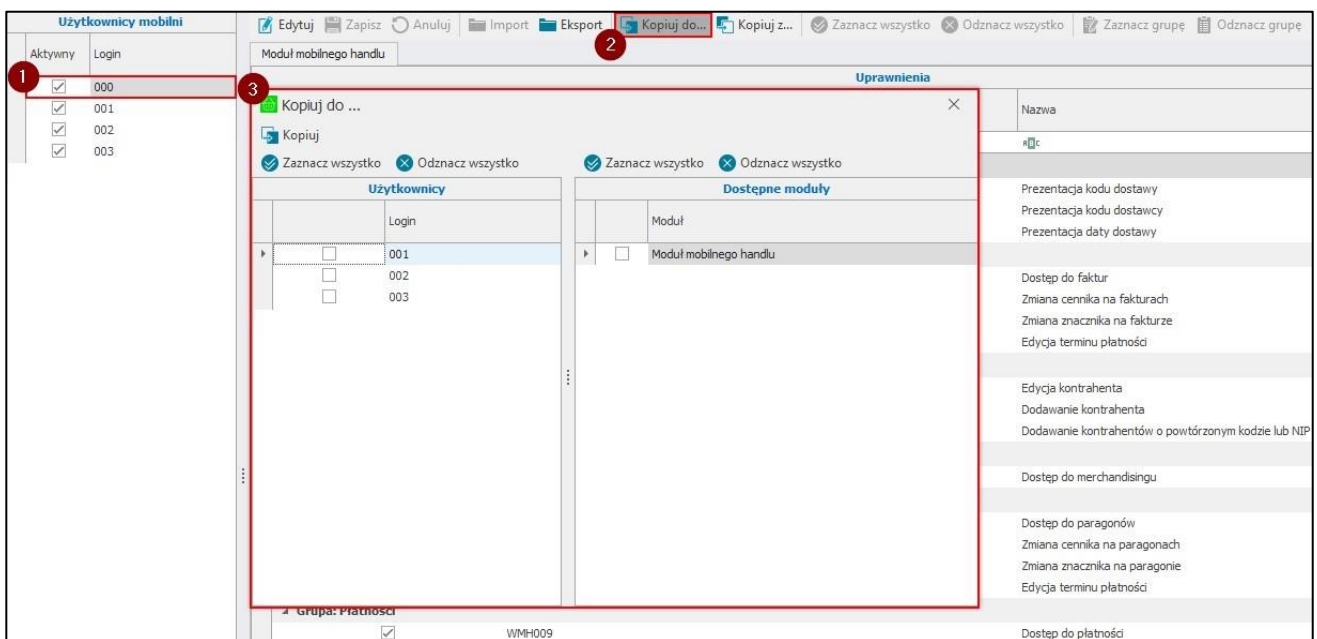 Użytkownicy mobilni
Edytuj Zapisz Anuluj Import Eksport Kopiuj do... Kopiuj z... Zaznacz wszystko Odznacz wszystko Zaznacz grupę Odznacz grupę
2
Aktywny Login
Moduł mobilnego handlu
1
000
001
002
003
Uprawnienia
3
Kopiuj do ...
Kopiuj
Zaznacz wszystko Odznacz wszystko Zaznacz wszystko Odznacz wszystko
Użytkownicy Dostępne moduły
Login Moduł
001 Moduł mobilnego handlu
002
003
Nazwa
Prezentacja kodu dostawy
Prezentacja kodu dostawcy
Prezentacja daty dostawy
Dostęp do faktur
Zmiana cennika na fakturach
Zmiana znacznika na fakturze
Edycja terminu płatności
Edycja kontrahenta
Dodawanie kontrahenta
Dodawanie kontrahentów o powtórzonym kodzie lub NIP
Dostęp do merchandisingu
Dostęp do paragonów
Zmiana cennika na paragonach
Zmiana znacznika na paragonie
Edycja terminu płatności
Grupa: Płatności
WMH009 Dostęp do płatności